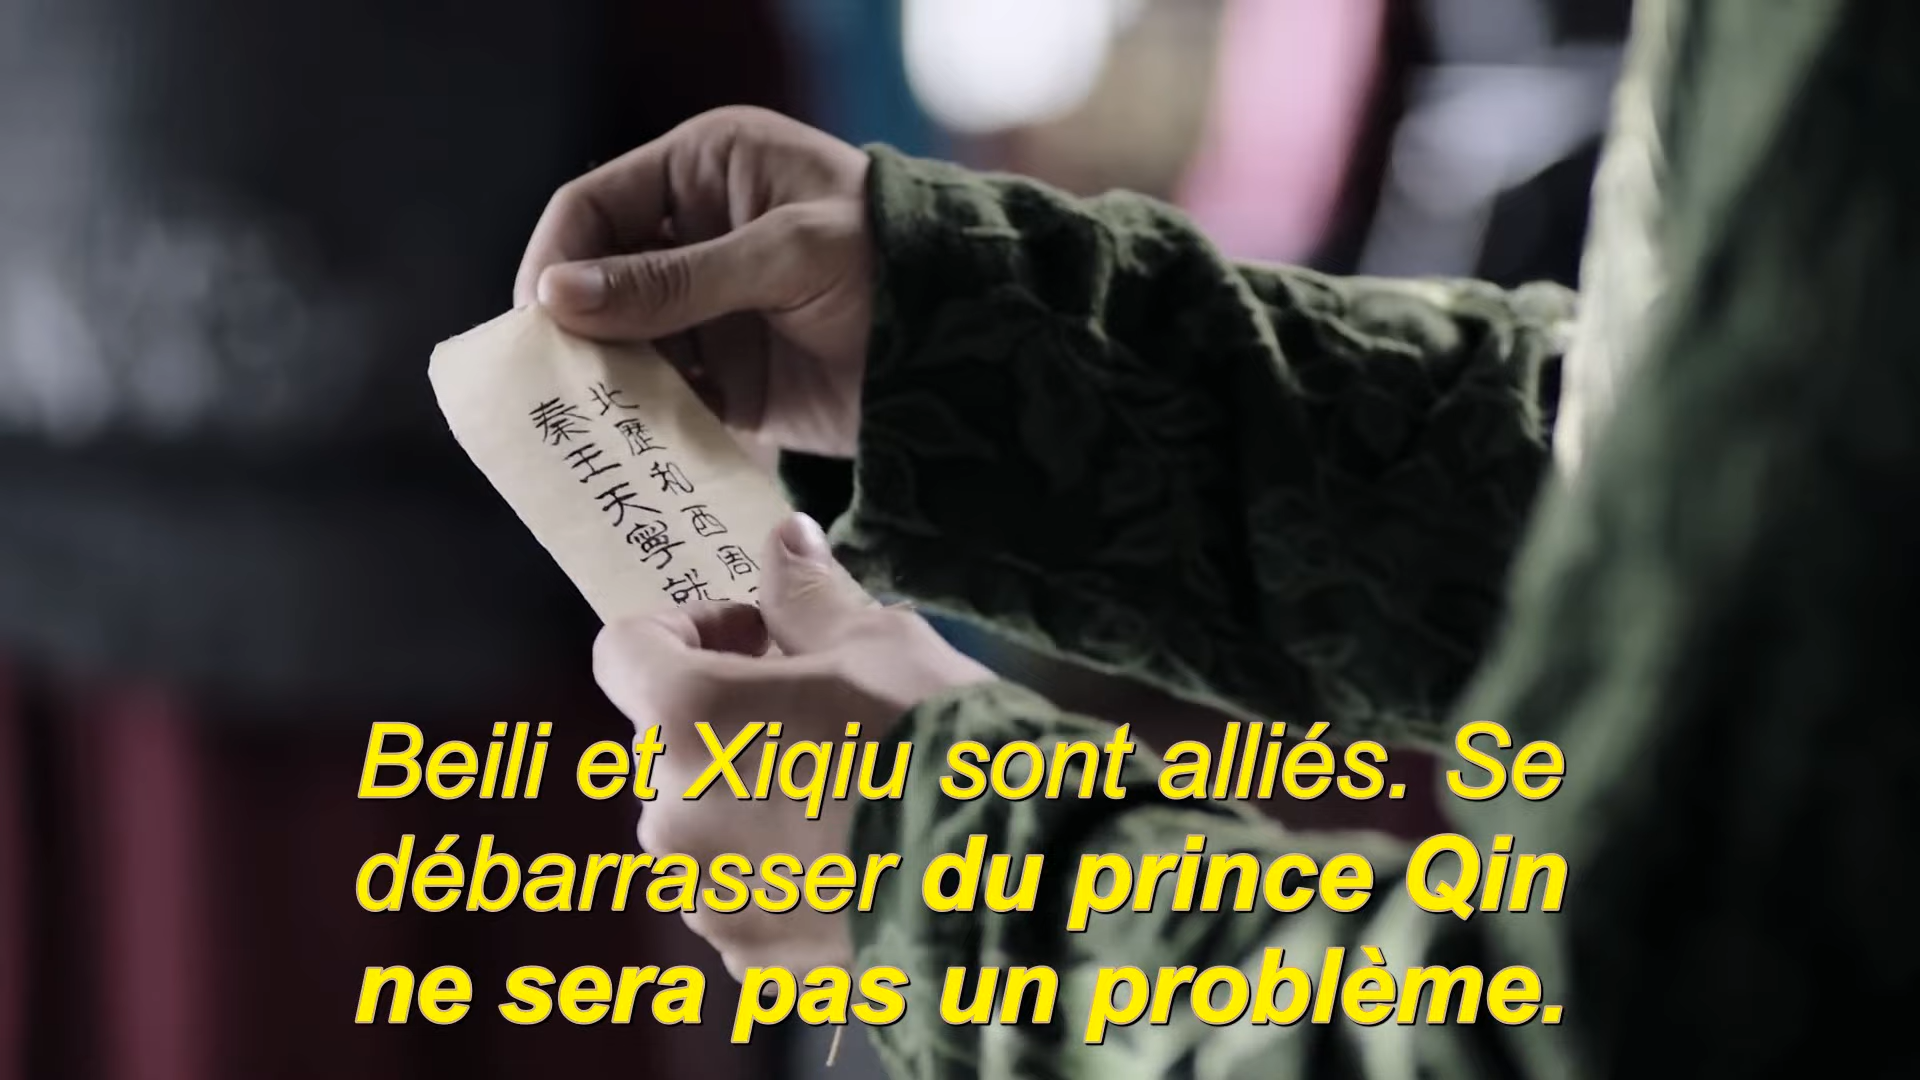 北歷和西周
秦王天寧就
Beili et Xiqiu sont alliés. Se
débarrasser du prince Qin
ne sera pas un problème.